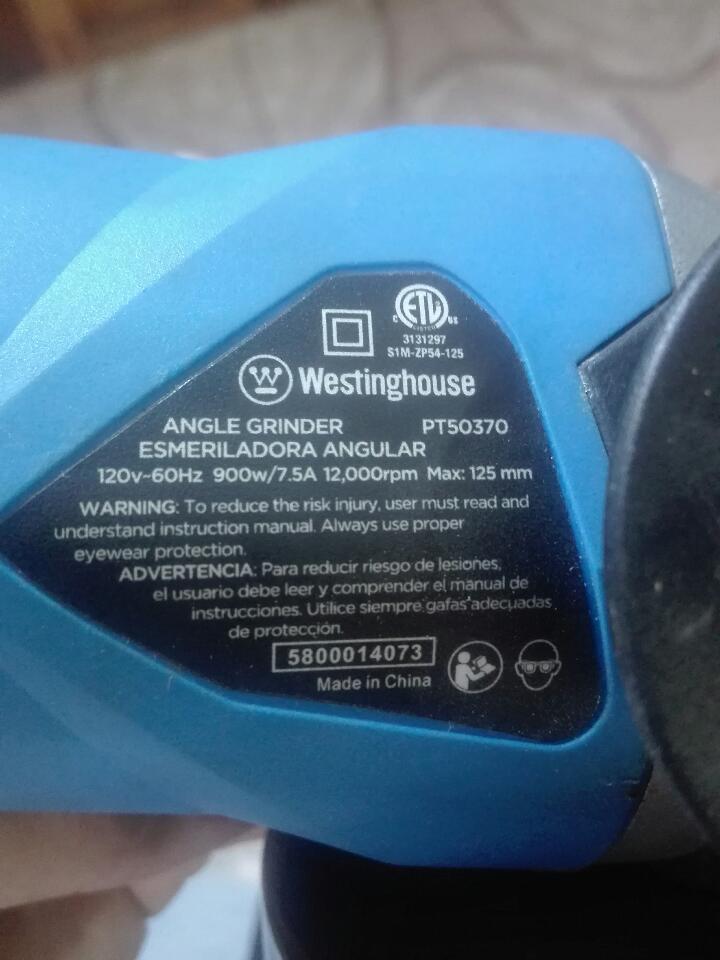 C ETL US
LISTED
3131297
S1M-ZP54-125
W Westinghouse
ANGLE GRINDER PT50370
ESMERILADORA ANGULAR
120v~60Hz 900w/7.5A 12,000rpm Max: 125 mm
WARNING: To reduce the risk injury, user must read and
understand instruction manual. Always use proper
eyewear protection.
ADVERTENCIA: Para reducir riesgo de lesiones,
el usuario debe leer y comprender el manual de
instrucciones. Utilice siempre gafas adecuadas
de protección.
5800014073
Made in China